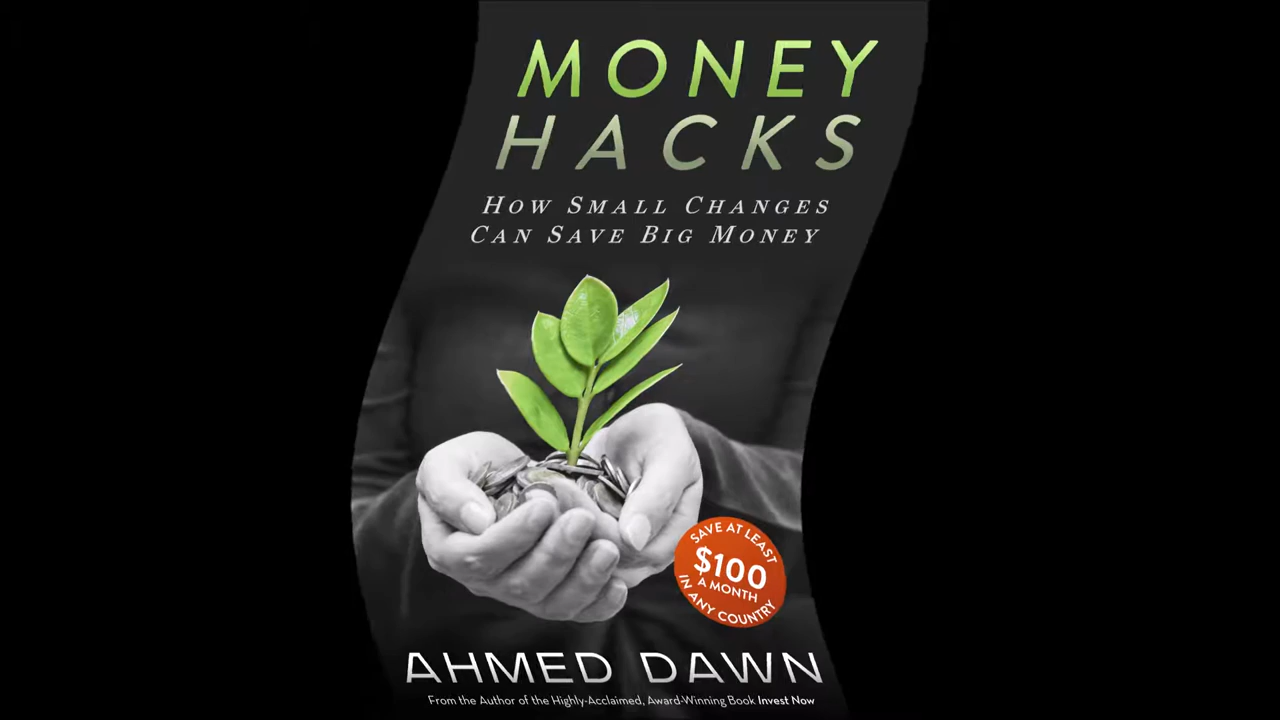 MONEY
HACKS
HOW SMALL CHANGES
CAN SAVE BIG MONEY
SAVE AT LEAST
$100
A MONTH
IN ANY COUNTRY
AHMED DAWN
From the Author of the Highly-Acclaimed, Award-Winning Book Invest Now